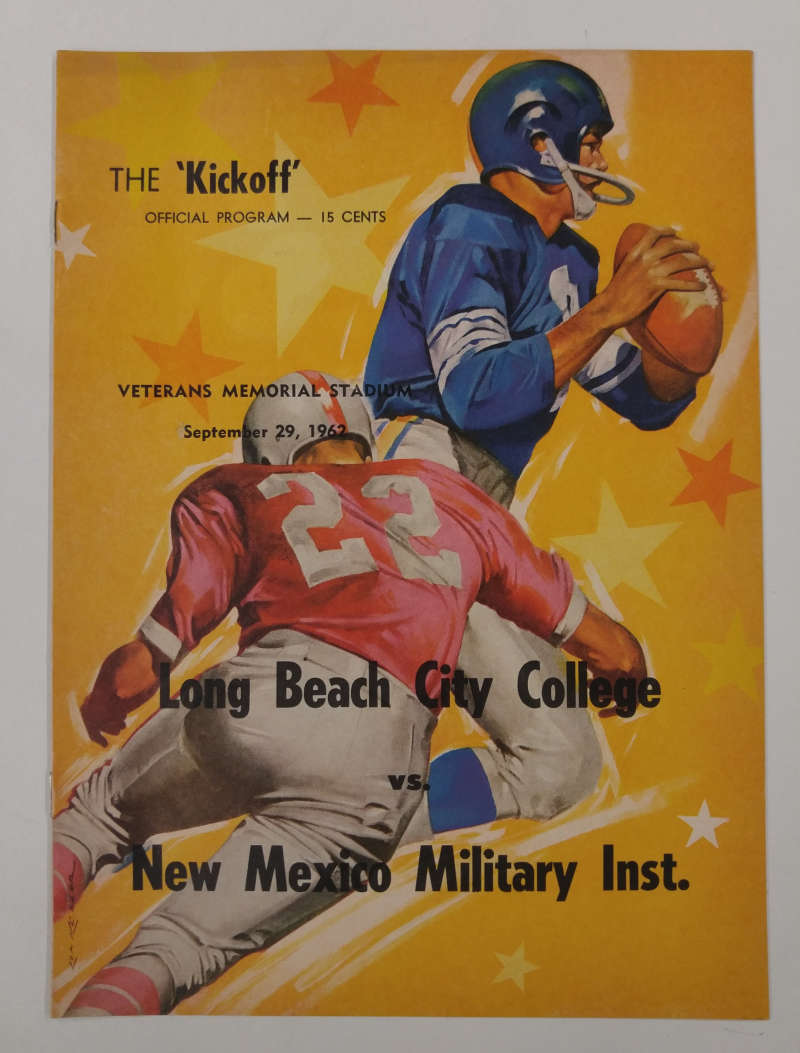 THE 'Kickoff'
OFFICIAL PROGRAM — 15 CENTS
VETERANS MEMORIAL STADIUM
September 29, 1962
22
Long Beach City College
vs.
New Mexico Military Inst.